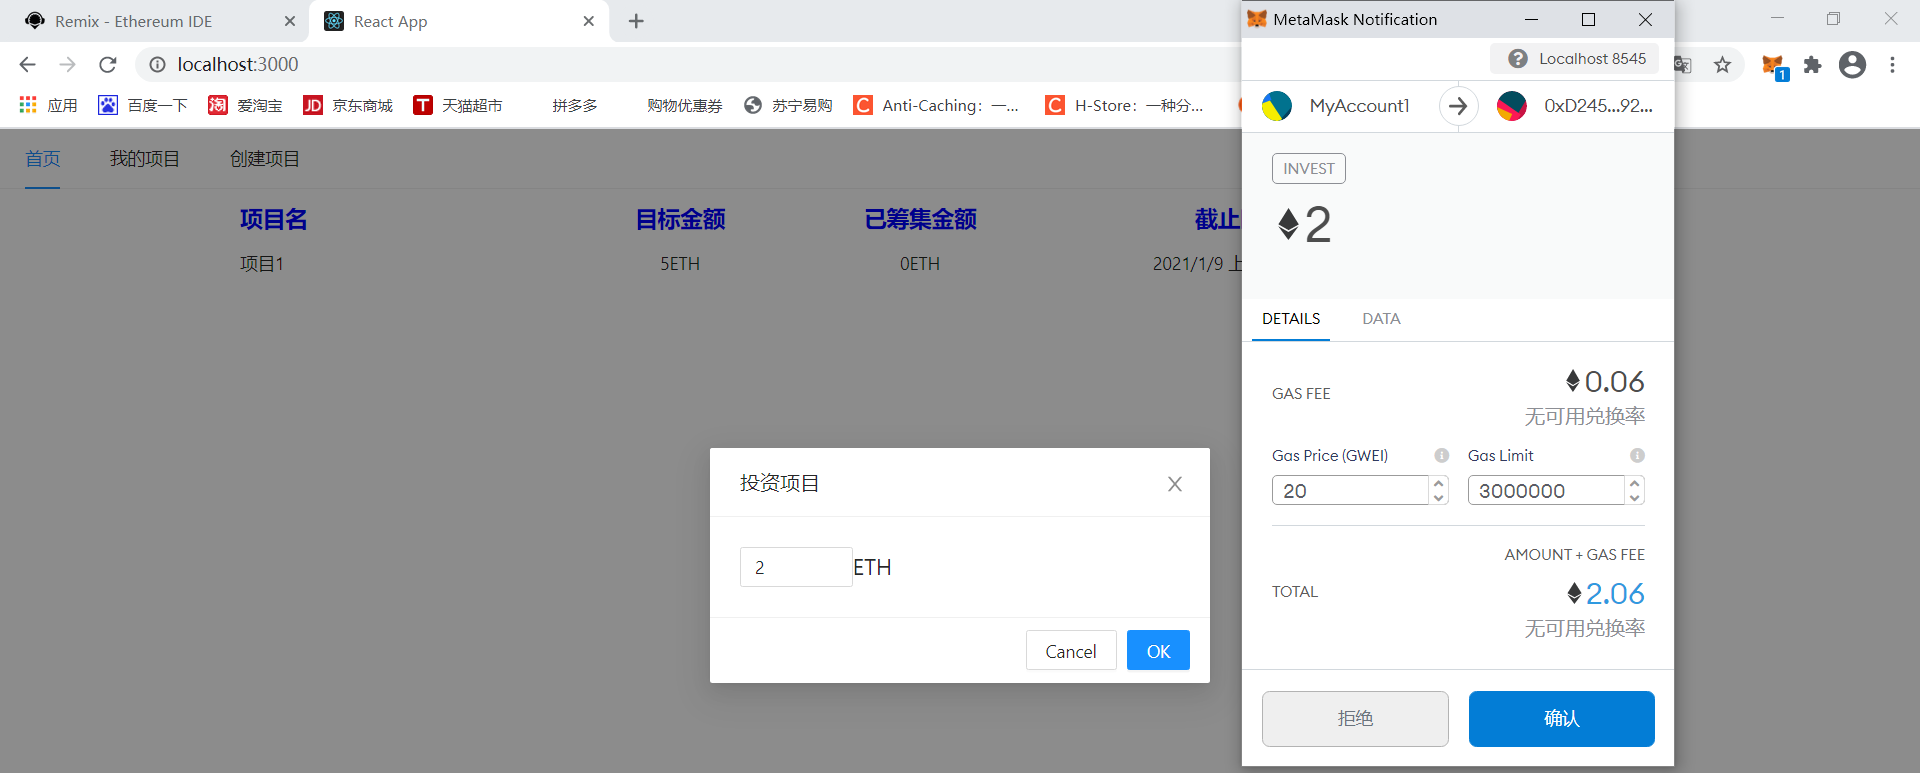 Remix - Ethereum IDE
React App
localhost:3000
应用
百度一下
爱淘宝
JD 京东商城
T 天猫超市
拼多多
购物优惠券
苏宁易购
C Anti-Caching：一...
C H-Store：一种分...
首页
我的项目
创建项目
项目名
目标金额
已筹集金额
截止
项目1
5ETH
0ETH
2021/1/9 上
投资项目
2
ETH
Cancel
OK
MetaMask Notification
Localhost 8545
1
MyAccount1
0xD245...92...
INVEST
2
DETAILS
DATA
GAS FEE
0.06
无可用兑换率
Gas Price (GWEI)
Gas Limit
20
3000000
AMOUNT + GAS FEE
TOTAL
2.06
无可用兑换率
拒绝
确认